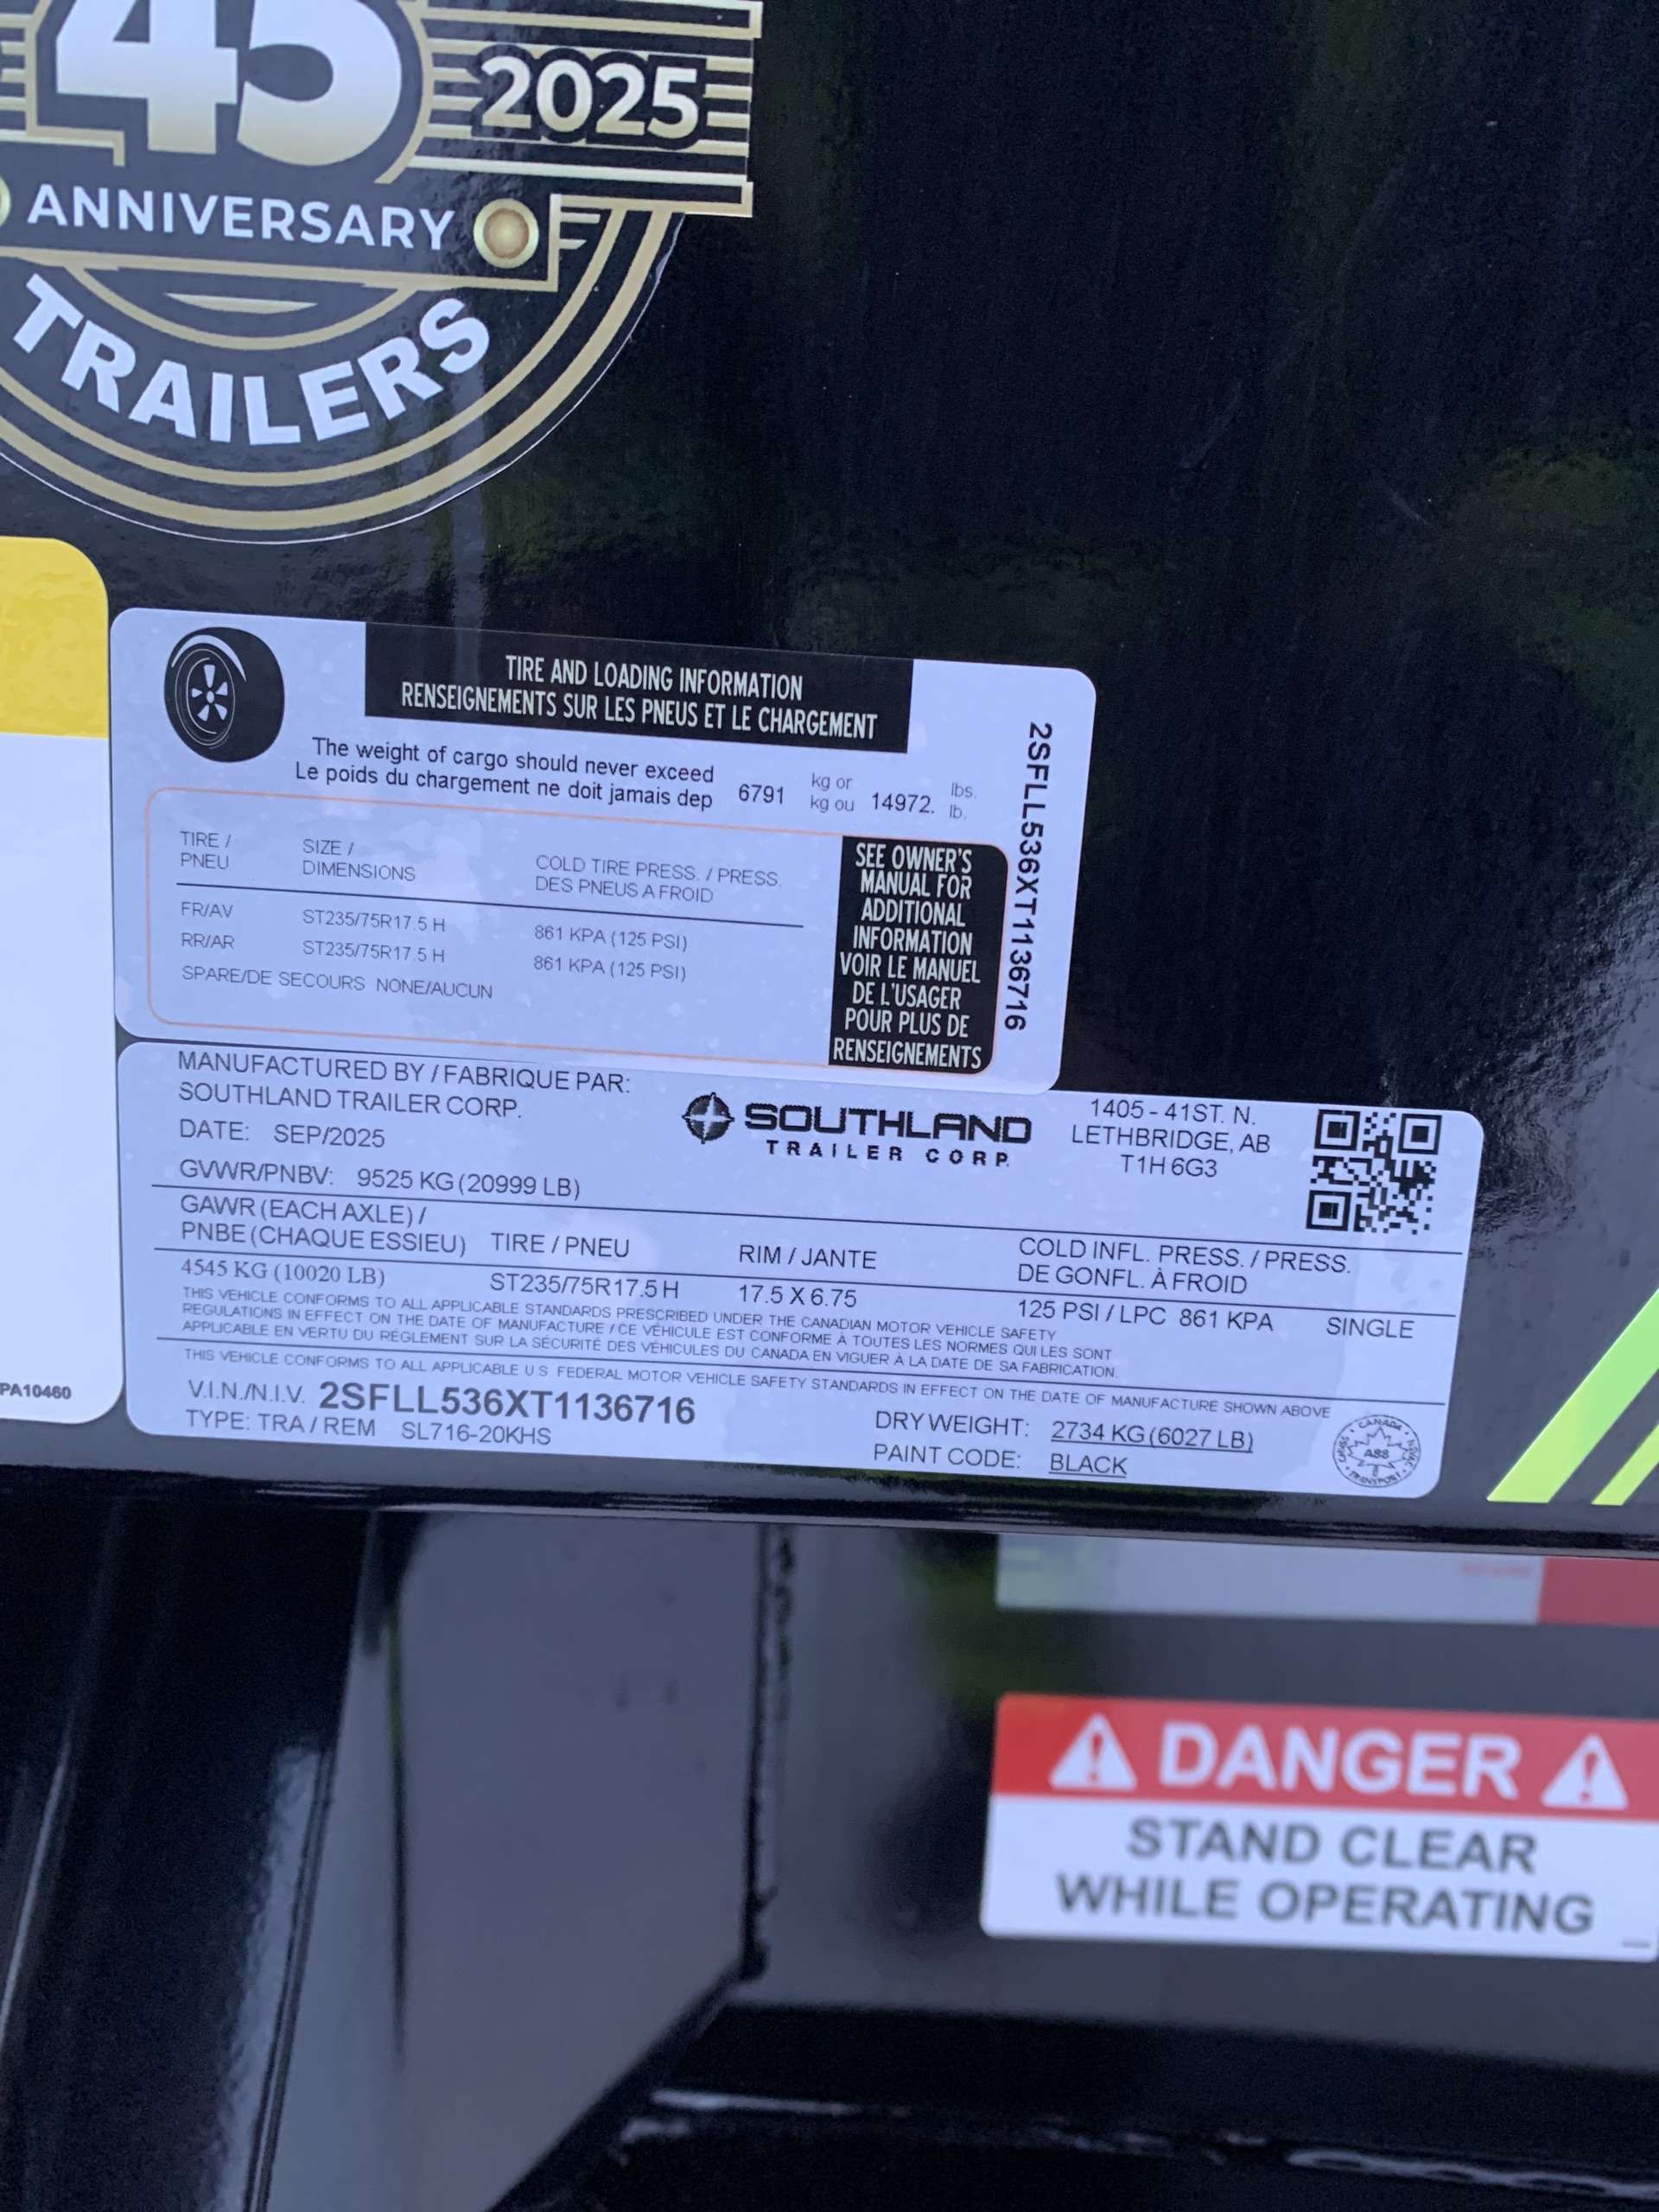 45
2025
ANNIVERSARY
TRAILERS
TIRE AND LOADING INFORMATION
RENSEIGNEMENTS SUR LES PNEUS ET LE CHARGEMENT
The weight of cargo should never exceed
Le poids du chargement ne doit jamais dep
6791
kg or
kg ou
14972.
lbs.
lb.
TIRE /
PNEU
SIZE /
DIMENSIONS
COLD TIRE PRESS. / PRESS.
DES PNEUS A FROID
FR/AV ST235/75R17.5 H 861 KPA (125 PSI)
RR/AR ST235/75R17.5 H 861 KPA (125 PSI)
SPARE/DE SECOURS NONE/AUCUN
SEE OWNER'S
MANUAL FOR
ADDITIONAL
INFORMATION
VOIR LE MANUEL
DE L'USAGER
POUR PLUS DE
RENSEIGNEMENTS
2SFLL536XT1136716
MANUFACTURED BY / FABRIQUE PAR:
SOUTHLAND TRAILER CORP.
DATE: SEP/2025
SOUTHLAND
TRAILER CORP.
1405 - 41ST. N.
LETHBRIDGE, AB
T1H 6G3
GVWR/PNBV: 9525 KG (20999 LB)
GAWR (EACH AXLE) /
PNBE (CHAQUE ESSIEU)
TIRE / PNEU
RIM / JANTE
COLD INFL. PRESS. / PRESS.
DE GONFL. À FROID
4545 KG (10020 LB) ST235/75R17.5 H 17.5 X 6.75 125 PSI / LPC 861 KPA SINGLE
THIS VEHICLE CONFORMS TO ALL APPLICABLE STANDARDS PRESCRIBED UNDER THE CANADIAN MOTOR VEHICLE SAFETY
REGULATIONS IN EFFECT ON THE DATE OF MANUFACTURE / CE VÉHICULE EST CONFORME À TOUTES LES NORMES QUI LES SONT
APPLICABLE EN VERTU DU RÈGLEMENT SUR LA SÉCURITÉ DES VÉHICULES DU CANADA EN VIGUER À LA DATE DE SA FABRICATION.
THIS VEHICLE CONFORMS TO ALL APPLICABLE U.S. FEDERAL MOTOR VEHICLE SAFETY STANDARDS IN EFFECT ON THE DATE OF MANUFACTURE SHOWN ABOVE
V.I.N./N.I.V. 2SFLL536XT1136716
TYPE: TRA / REM SL716-20KHS
DRY WEIGHT: 2734 KG (6027 LB)
PAINT CODE: BLACK
CANADA
TRANSPORT
PA10460
DANGER
STAND CLEAR
WHILE OPERATING